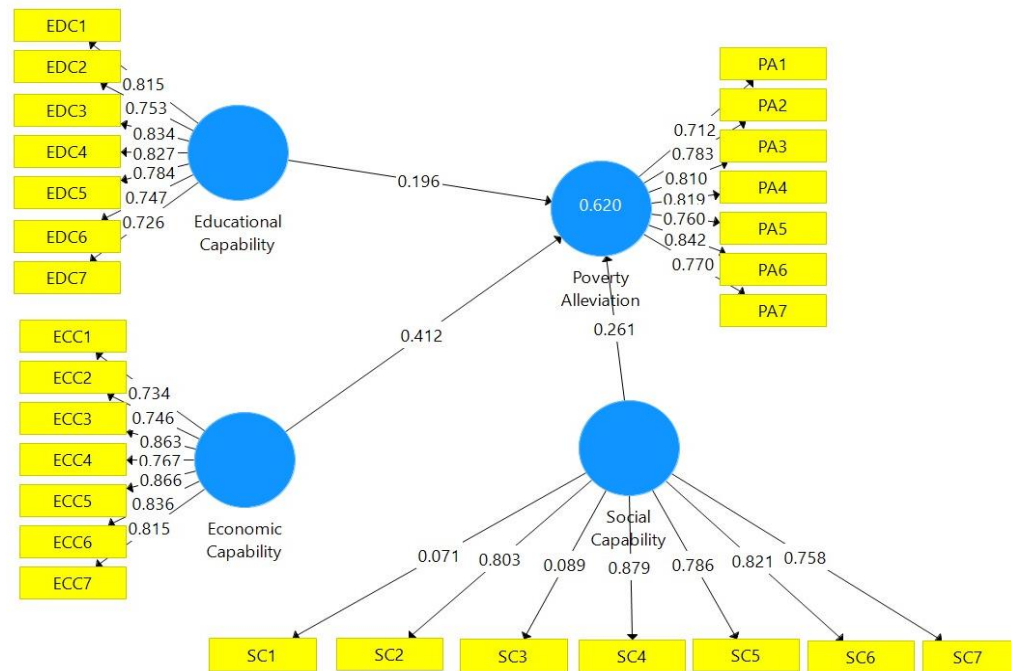 EDC1
EDC2
EDC3
EDC4
EDC5
EDC6
EDC7
0.815
0.753
0.834
0.827
0.784
0.747
0.726
Educational
Capability
0.196
0.620
Poverty
Alleviation
PA1
PA2
PA3
PA4
PA5
PA6
PA7
0.712
0.783
0.810
0.819
0.760
0.842
0.770
ECC1
ECC2
ECC3
ECC4
ECC5
ECC6
ECC7
0.734
0.746
0.863
0.767
0.866
0.836
0.815
Economic
Capability
0.412
0.261
Social
Capability
0.071
0.803
0.089
0.879
0.786
0.821
0.758
SC1
SC2
SC3
SC4
SC5
SC6
SC7